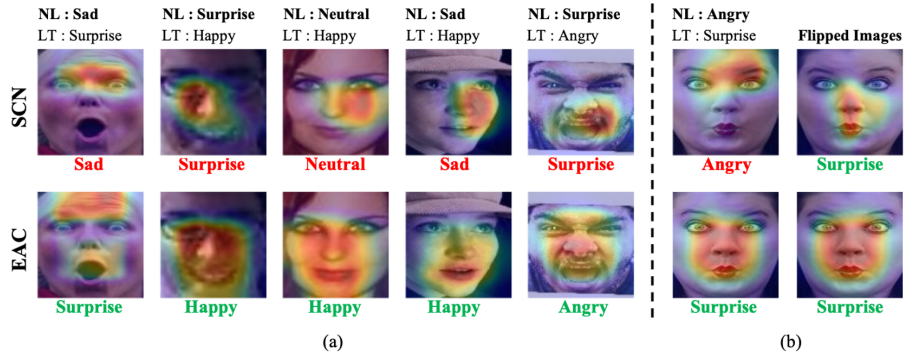 NL : Sad NL : Surprise NL : Neutral NL : Sad NL : Surprise NL : Angry
LT : Surprise LT : Happy LT : Happy LT : Happy LT : Angry LT : Surprise Flipped Images
SCN
Sad Surprise Neutral Sad Surprise Angry Surprise
EAC
Surprise Happy Happy Happy Angry Surprise Surprise
(a) (b)